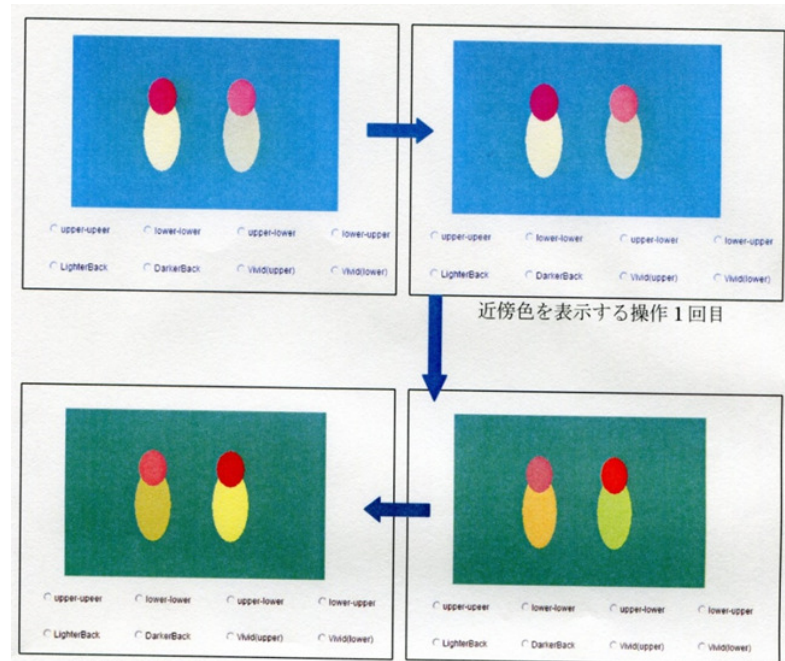 upper-upeer lower-lower upper-lower lower-upper
LighterBack DarkerBack Vivid(upper) Vivid(lower)
upper-upeer lower-lower upper-lower lower-upper
LighterBack DarkerBack Vivid(upper) Vivid(lower)
近傍色を表示する操作1回目
upper-upeer lower-lower upper-lower lower-upper
LighterBack DarkerBack Vivid(upper) Vivid(lower)
upper-upeer lower-lower upper-lower lower-upper
LighterBack DarkerBack Vivid(upper) Vivid(lower)